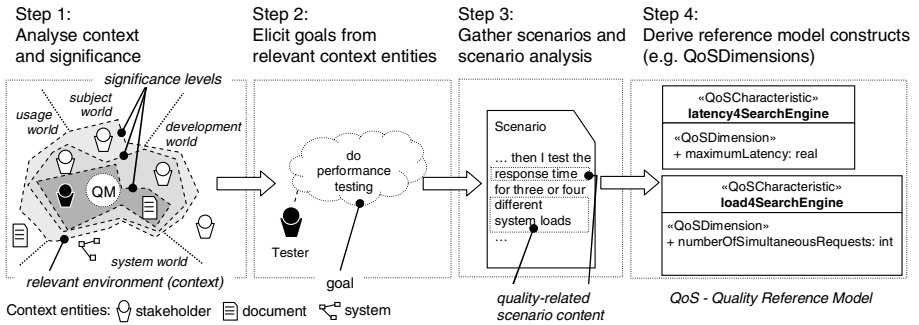 Step 1:
Analyse context
and significance
Step 2:
Elicit goals from
relevant context entities
Step 3:
Gather scenarios and
scenario analysis
Step 4:
Derive reference model constructs
(e.g. QoSDimensions)
significance levels
subject
world
usage
world
development
world
QM
system world
relevant environment (context)
do
performance
testing
Tester
goal
Scenario
… then I test the
response time
for three or four
different
system loads
…
quality-related
scenario content
«QoSCharacteristic»
latency4SearchEngine
«QoSDimension»
+ maximumLatency: real
«QoSCharacteristic»
load4SearchEngine
«QoSDimension»
+ numberOfSimultaneousRequests: int
QoS - Quality Reference Model
Context entities: stakeholder document system